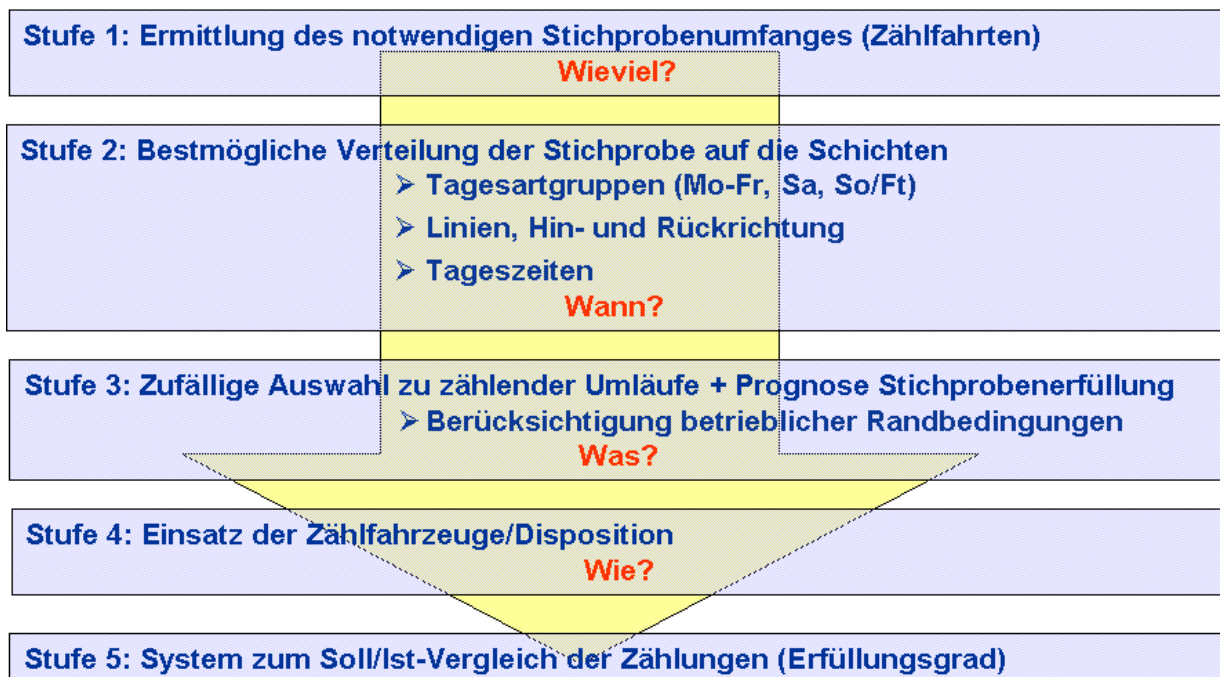 Stufe 1: Ermittlung des notwendigen Stichprobenumfanges (Zählfahrten)
Wieviel?
Stufe 2: Bestmögliche Verteilung der Stichprobe auf die Schichten
➢ Tagesartgruppen (Mo-Fr, Sa, So/Ft)
➢ Linien, Hin- und Rückrichtung
➢ Tageszeiten
Wann?
Stufe 3: Zufällige Auswahl zu zählender Umläufe + Prognose Stichprobenerfüllung
➢ Berücksichtigung betrieblicher Randbedingungen
Was?
Stufe 4: Einsatz der Zählfahrzeuge/Disposition
Wie?
Stufe 5: System zum Soll/Ist-Vergleich der Zählungen (Erfüllungsgrad)